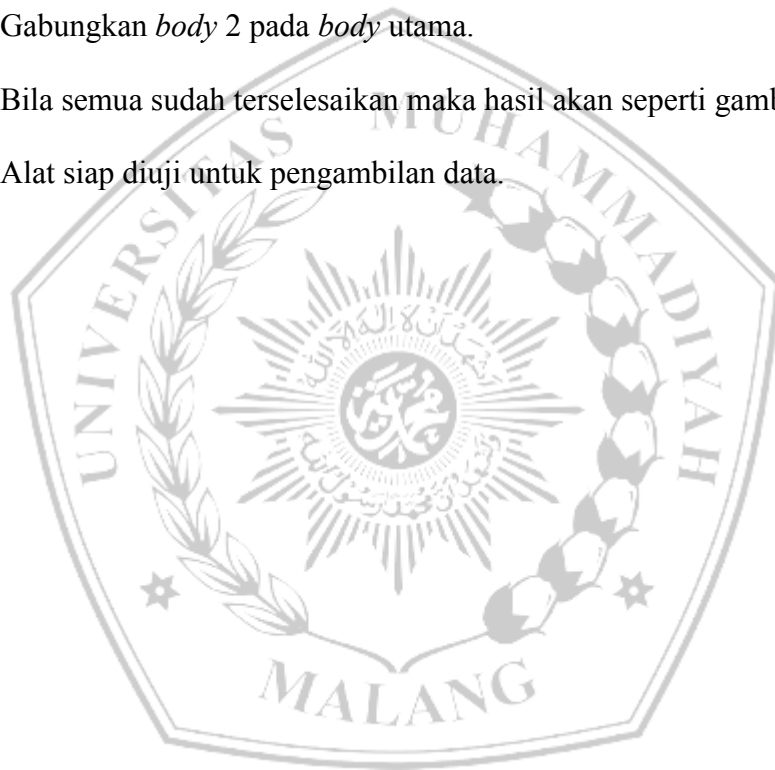 Gabungkan body 2 pada body utama.
Bila semua sudah terselesaikan maka hasil akan seperti gamb
Alat siap diuji untuk pengambilan data.
UNIVERSITAS MUHAMMADIYAH
MALANG